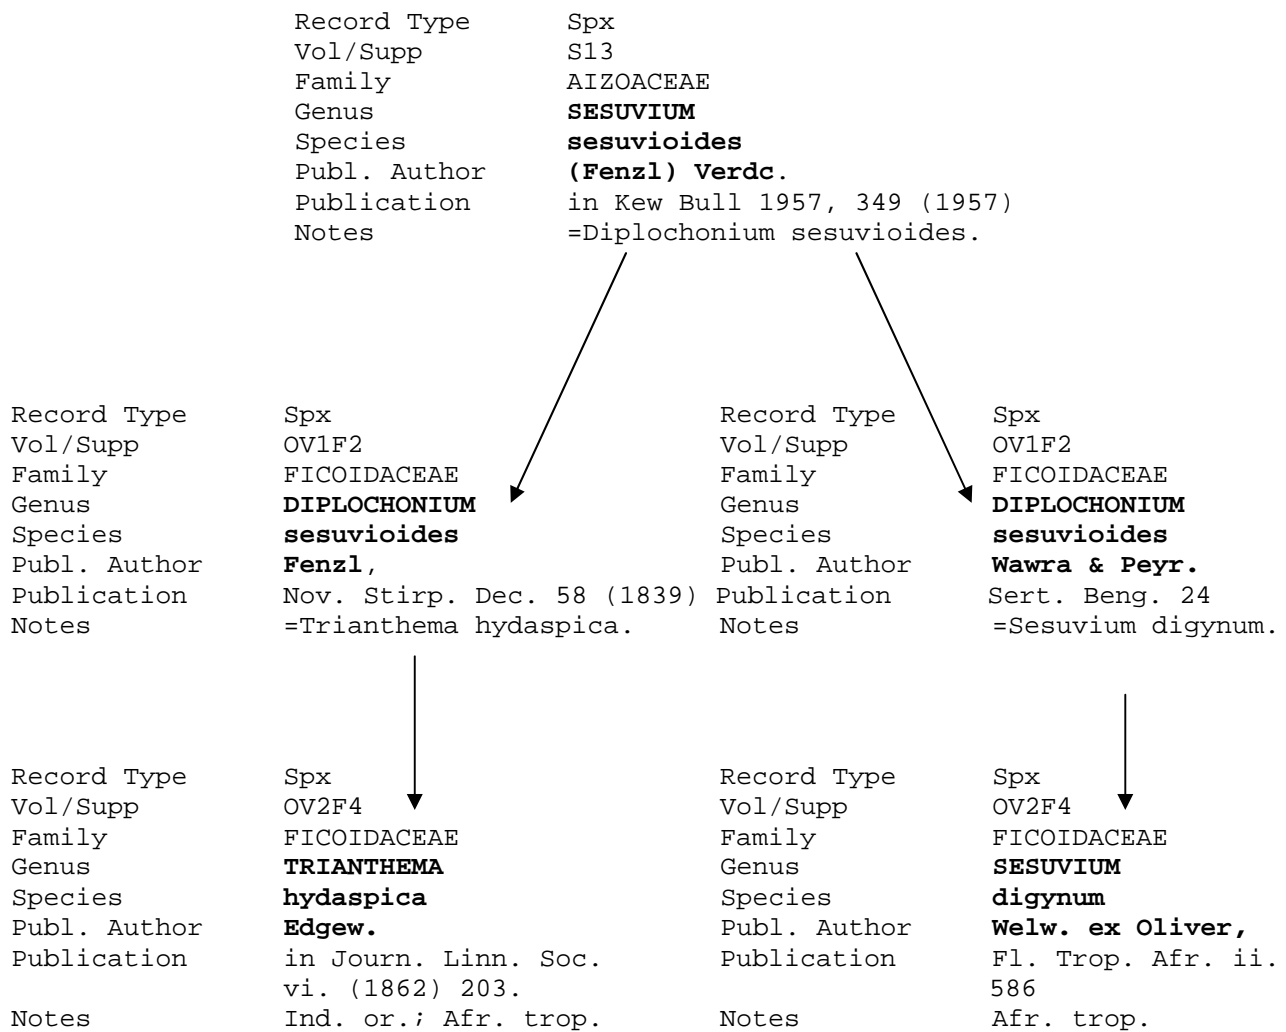 Record Type Spx
Vol/Supp S13
Family AIZOACEAE
Genus SESUVIUM
Species sesuvioides
Publ. Author (Fenzl) Verdc.
Publication in Kew Bull 1957, 349 (1957)
Notes =Diplochonium sesuvioides.
Record Type Spx
Vol/Supp OV1F2
Family FICOIDACEAE
Genus DIPLOCHONIUM
Species sesuvioides
Publ. Author Fenzl,
Publication Nov. Stirp. Dec. 58 (1839)
Notes =Trianthema hydaspica.
Record Type Spx
Vol/Supp OV1F2
Family FICOIDACEAE
Genus DIPLOCHONIUM
Species sesuvioides
Publ. Author Wawra & Peyr.
Publication Sert. Beng. 24
Notes =Sesuvium digynum.
Record Type Spx
Vol/Supp OV2F4
Family FICOIDACEAE
Genus TRIANTHEMA
Species hydaspica
Publ. Author Edgew.
Publication in Journ. Linn. Soc.
vi. (1862) 203.
Notes Ind. or.; Afr. trop.
Record Type Spx
Vol/Supp OV2F4
Family FICOIDACEAE
Genus SESUVIUM
Species digynum
Publ. Author Welw. ex Oliver,
Publication Fl. Trop. Afr. ii.
586
Notes Afr. trop.